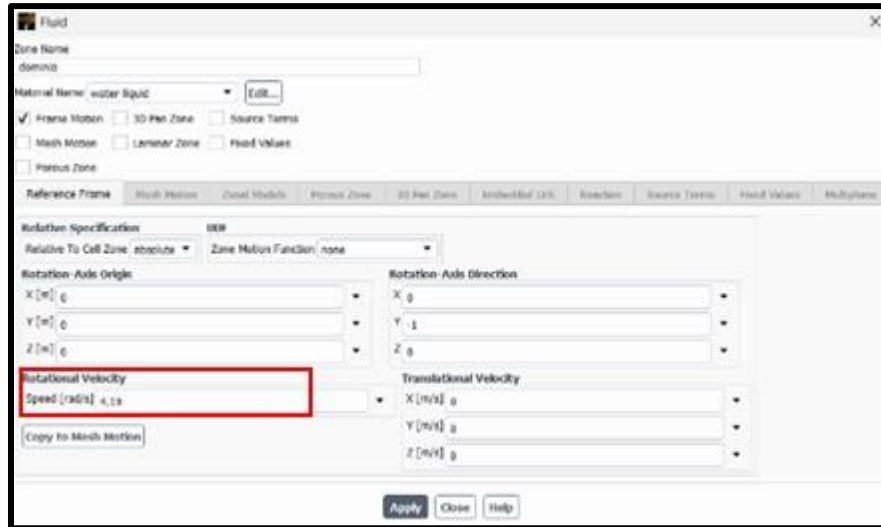 Fluid
Zone Name
dominio
Material Name water-liquid Edit...
Frame Motion 3D Fan Zone Source Terms
Mesh Motion Laminar Zone Fixed Values
Porous Zone
Reference Frame Mesh Motion Zonal Models Porous Zone 3D Fan Zone Embedded LES Reaction Source Terms Fixed Values Multiphase
Relative Specification UDF
Relative To Cell Zone absolute Zone Motion Function none
Rotation-Axis Origin Rotation-Axis Direction
X [m] 0 X 0
Y [m] 0 Y -1
Z [m] 0 Z 0
Rotational Velocity Translational Velocity
Speed [rad/s] 4.19 X [m/s] 0
Copy to Mesh Motion Y [m/s] 0
Z [m/s] 0
Apply Close Help